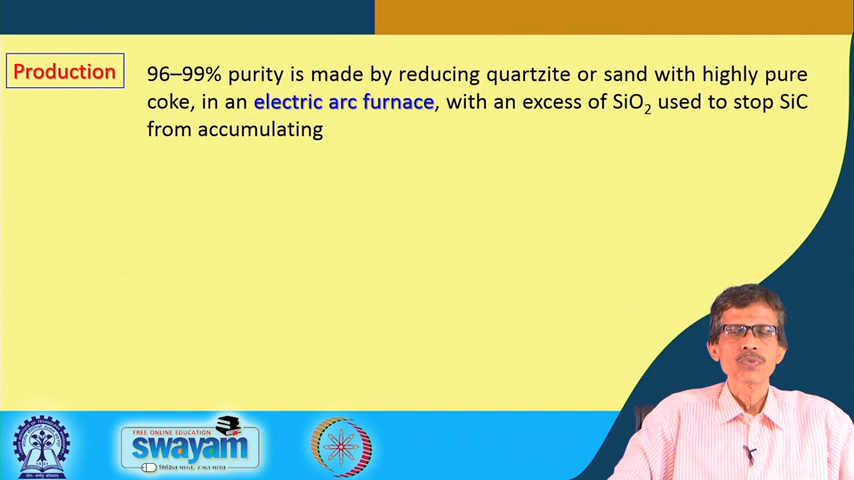 Production
96–99% purity is made by reducing quartzite or sand with highly pure
coke, in an electric arc furnace, with an excess of SiO₂ used to stop SiC
from accumulating
FREE ONLINE EDUCATION
swayam